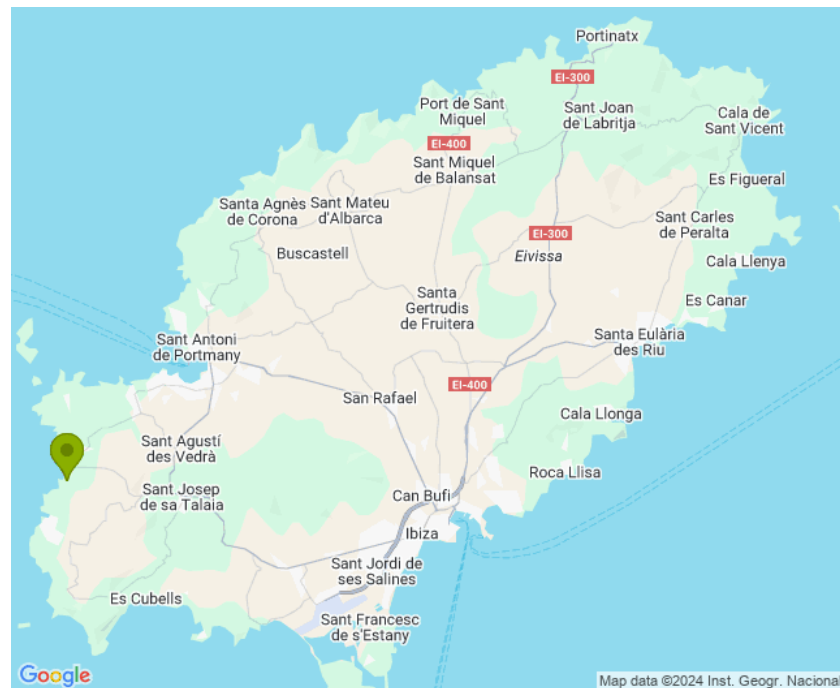 Portinatx
EI-300
Port de Sant
Miquel
Sant Joan
de Labritja
Cala de
Sant Vicent
EI-400
Sant Miquel
de Balansat
Es Figueral
Santa Agnès
de Corona
Sant Mateu
d'Albarca
Sant Carles
de Peralta
EI-300
Buscastell
Eivissa
Cala Llenya
Santa
Gertrudis
de Fruitera
Es Canar
Sant Antoni
de Portmany
Santa Eulària
des Riu
EI-400
San Rafael
Cala Llonga
Sant Agustí
des Vedrà
Roca Llisa
Sant Josep
de sa Talaia
Can Bufi
Ibiza
Sant Jordi de
ses Salines
Es Cubells
Sant Francesc
de s'Estany
Google
Map data ©2024 Inst. Geogr. Nacional